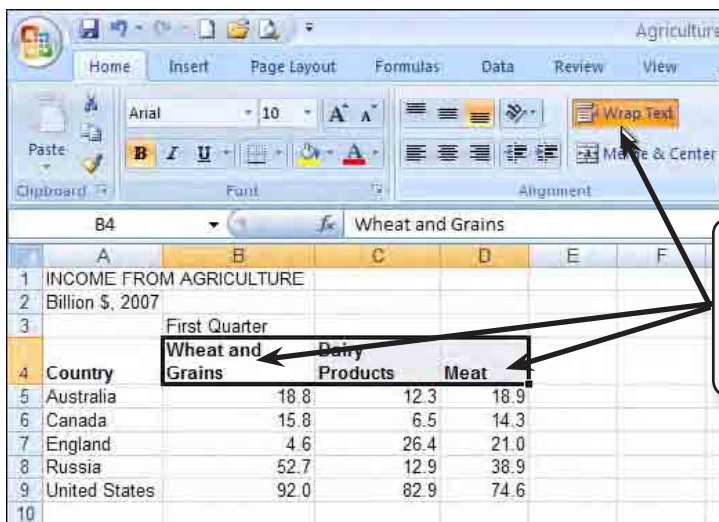 Agriculture
Home Insert Page Layout Formulas Data Review View
Arial 10 A A Wrap Text
Paste B I U A Merge & Center
Clipboard Font Alignment
B4 fx Wheat and Grains
A B C D E F
1 INCOME FROM AGRICULTURE
2 Billion $, 2007
3 First Quarter
Wheat and Dairy
4 Country Grains Products Meat
5 Australia 18.8 12.3 18.9
6 Canada 15.8 6.5 14.3
7 England 4.6 26.4 21.0
8 Russia 52.7 12.9 38.9
9 United States 92.0 82.9 74.6
10